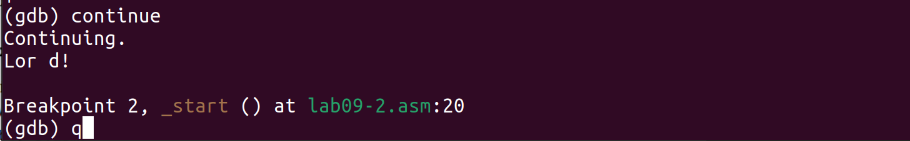 (gdb) continue
Continuing.
Lor d!
Breakpoint 2, _start () at lab09-2.asm:20
(gdb) q